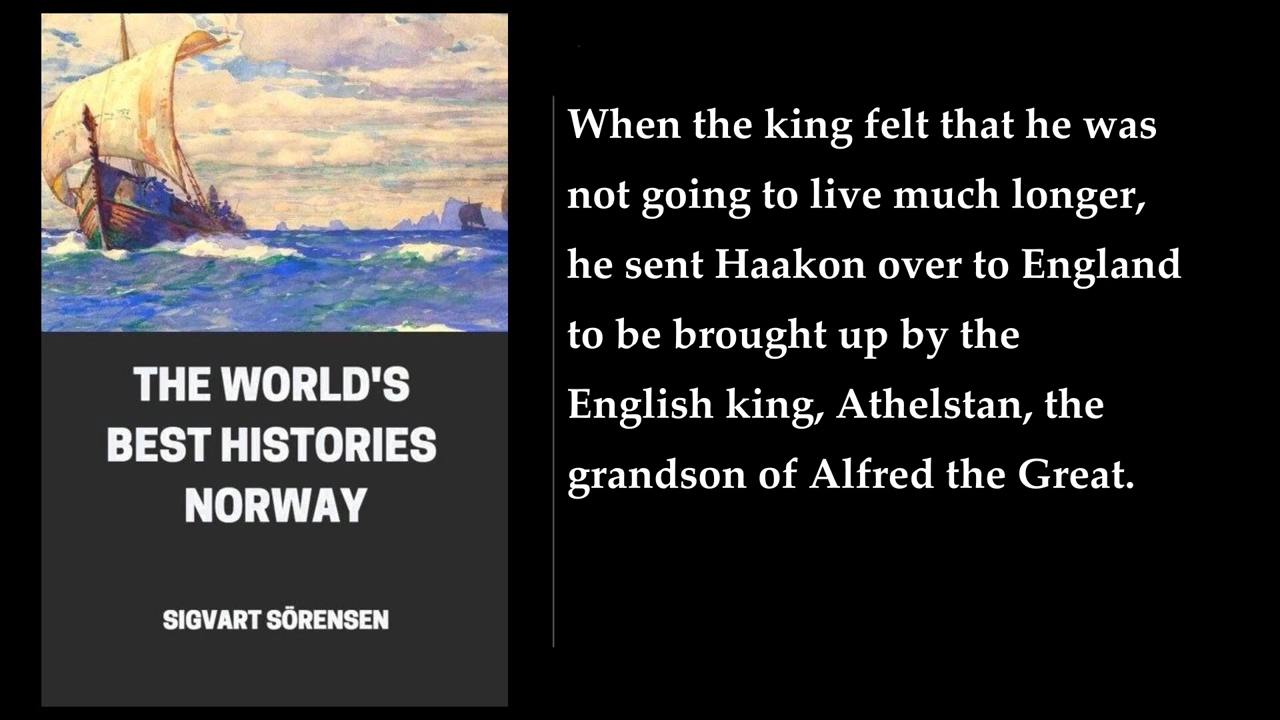 THE WORLD'S
BEST HISTORIES
NORWAY
SIGVART SÖRENSEN
When the king felt that he was
not going to live much longer,
he sent Haakon over to England
to be brought up by the
English king, Athelstan, the
grandson of Alfred the Great.